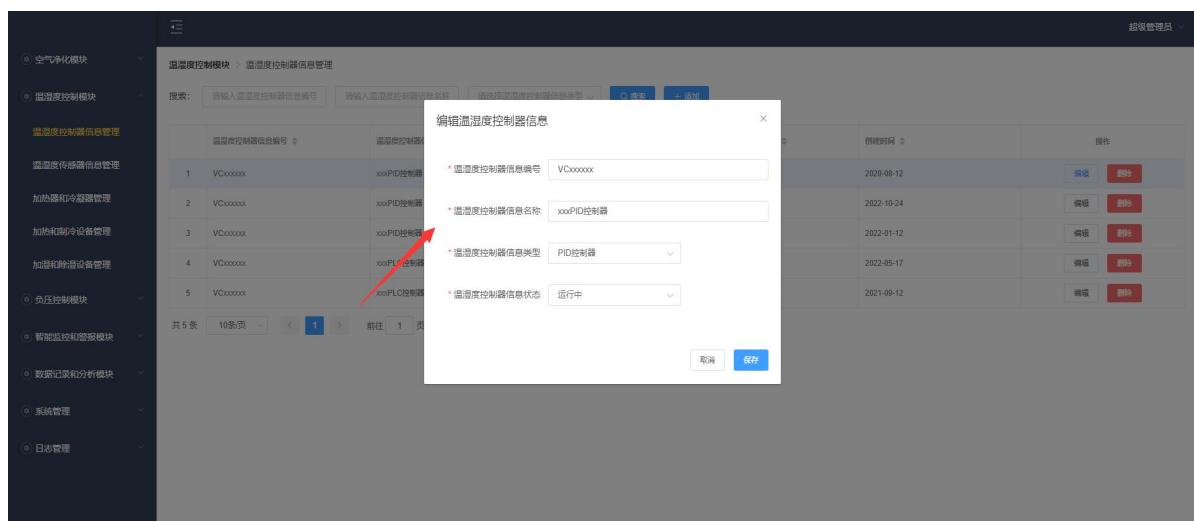 超级管理员
空气净化模块
温湿度控制模块
温湿度控制器信息管理
温湿度传感器信息管理
加热器和冷凝器管理
加热和制冷设备管理
加湿和除湿设备管理
负压控制模块
智能监控和警报模块
数据记录和分析模块
系统管理
日志管理
温湿度控制模块 > 温湿度控制器信息管理
搜索: 请输入温湿度控制器信息编号 请输入温湿度控制器信息名称 请选择温湿度控制器信息类型 搜索 + 添加
温湿度控制器信息编号 温湿度控制器 创建时间 操作
1 VCxxxxxx xxxPID控制器 2020-08-12 编辑 删除
2 VCxxxxxx xxxPID控制器 2022-10-24 编辑 删除
3 VCxxxxxx xxxPID控制器 2022-01-12 编辑 删除
4 VCxxxxxx xxxPLC控制器 2022-05-17 编辑 删除
5 VCxxxxxx xxxPLC控制器 2021-09-12 编辑 删除
共 5 条 10条/页 < 1 > 前往 1 页
编辑温湿度控制器信息 ×
* 温湿度控制器信息编号 VCxxxxxx
* 温湿度控制器信息名称 xxxPID控制器
* 温湿度控制器信息类型 PID控制器
* 温湿度控制器信息状态 运行中
取消 保存